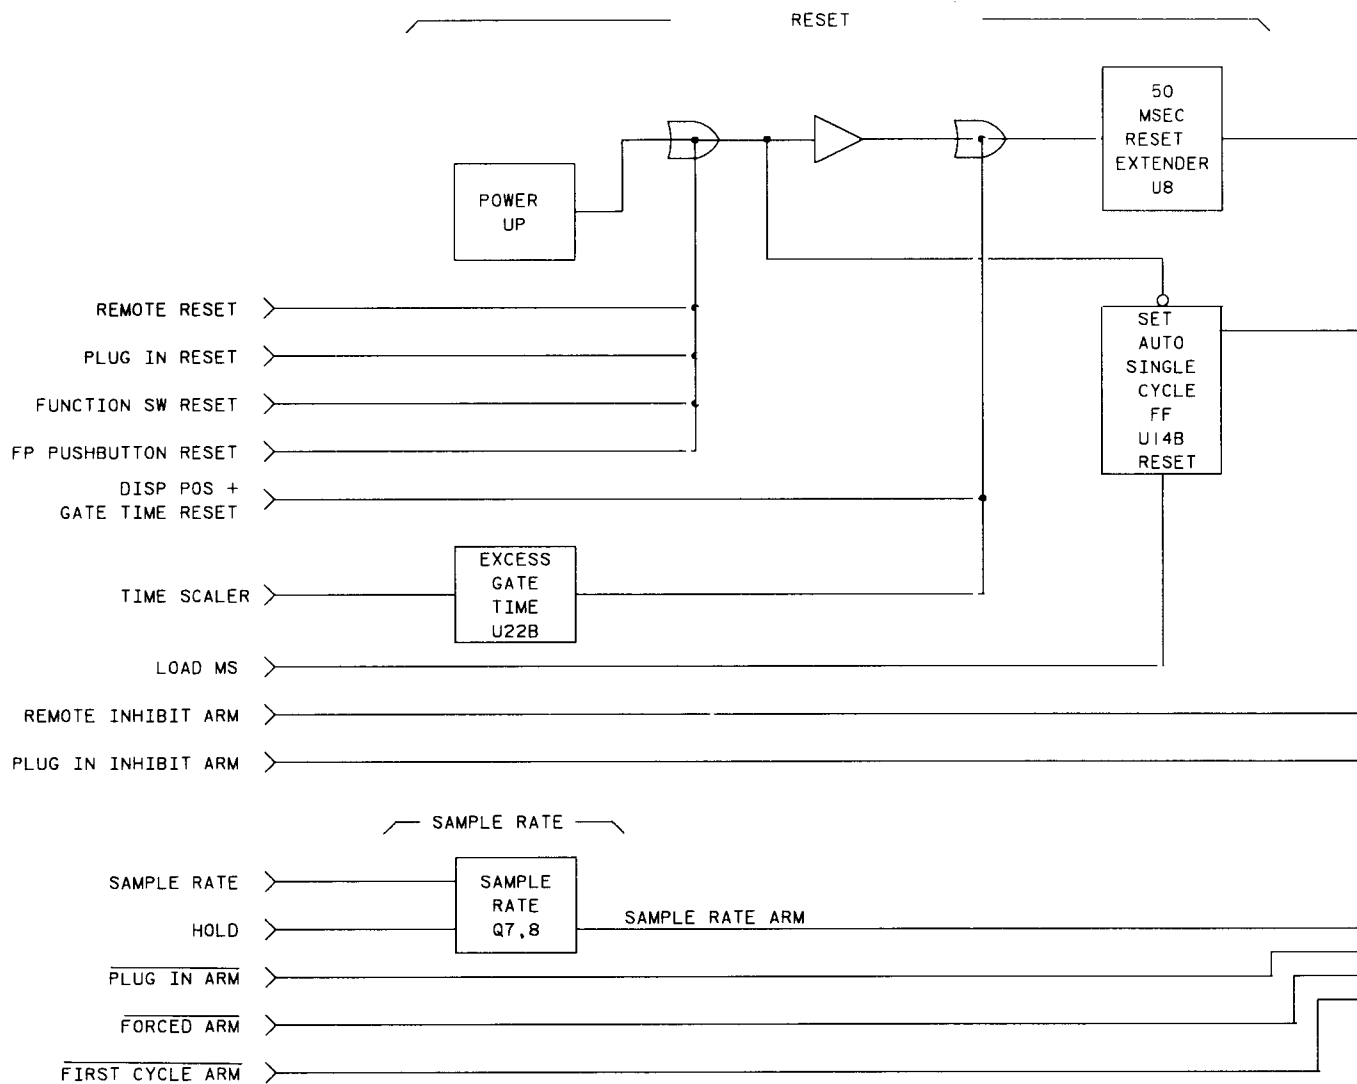 RESET
50
MSEC
RESET
EXTENDER
U8
POWER
UP
REMOTE RESET
PLUG IN RESET
FUNCTION SW RESET
FP PUSHBUTTON RESET
SET
AUTO
SINGLE
CYCLE
FF
U14B
RESET
DISP POS +
GATE TIME RESET
TIME SCALER
EXCESS
GATE
TIME
U22B
LOAD MS
REMOTE INHIBIT ARM
PLUG IN INHIBIT ARM
SAMPLE RATE
SAMPLE RATE
HOLD
SAMPLE
RATE
Q7,8
SAMPLE RATE ARM
PLUG IN ARM
FORCED ARM
FIRST CYCLE ARM